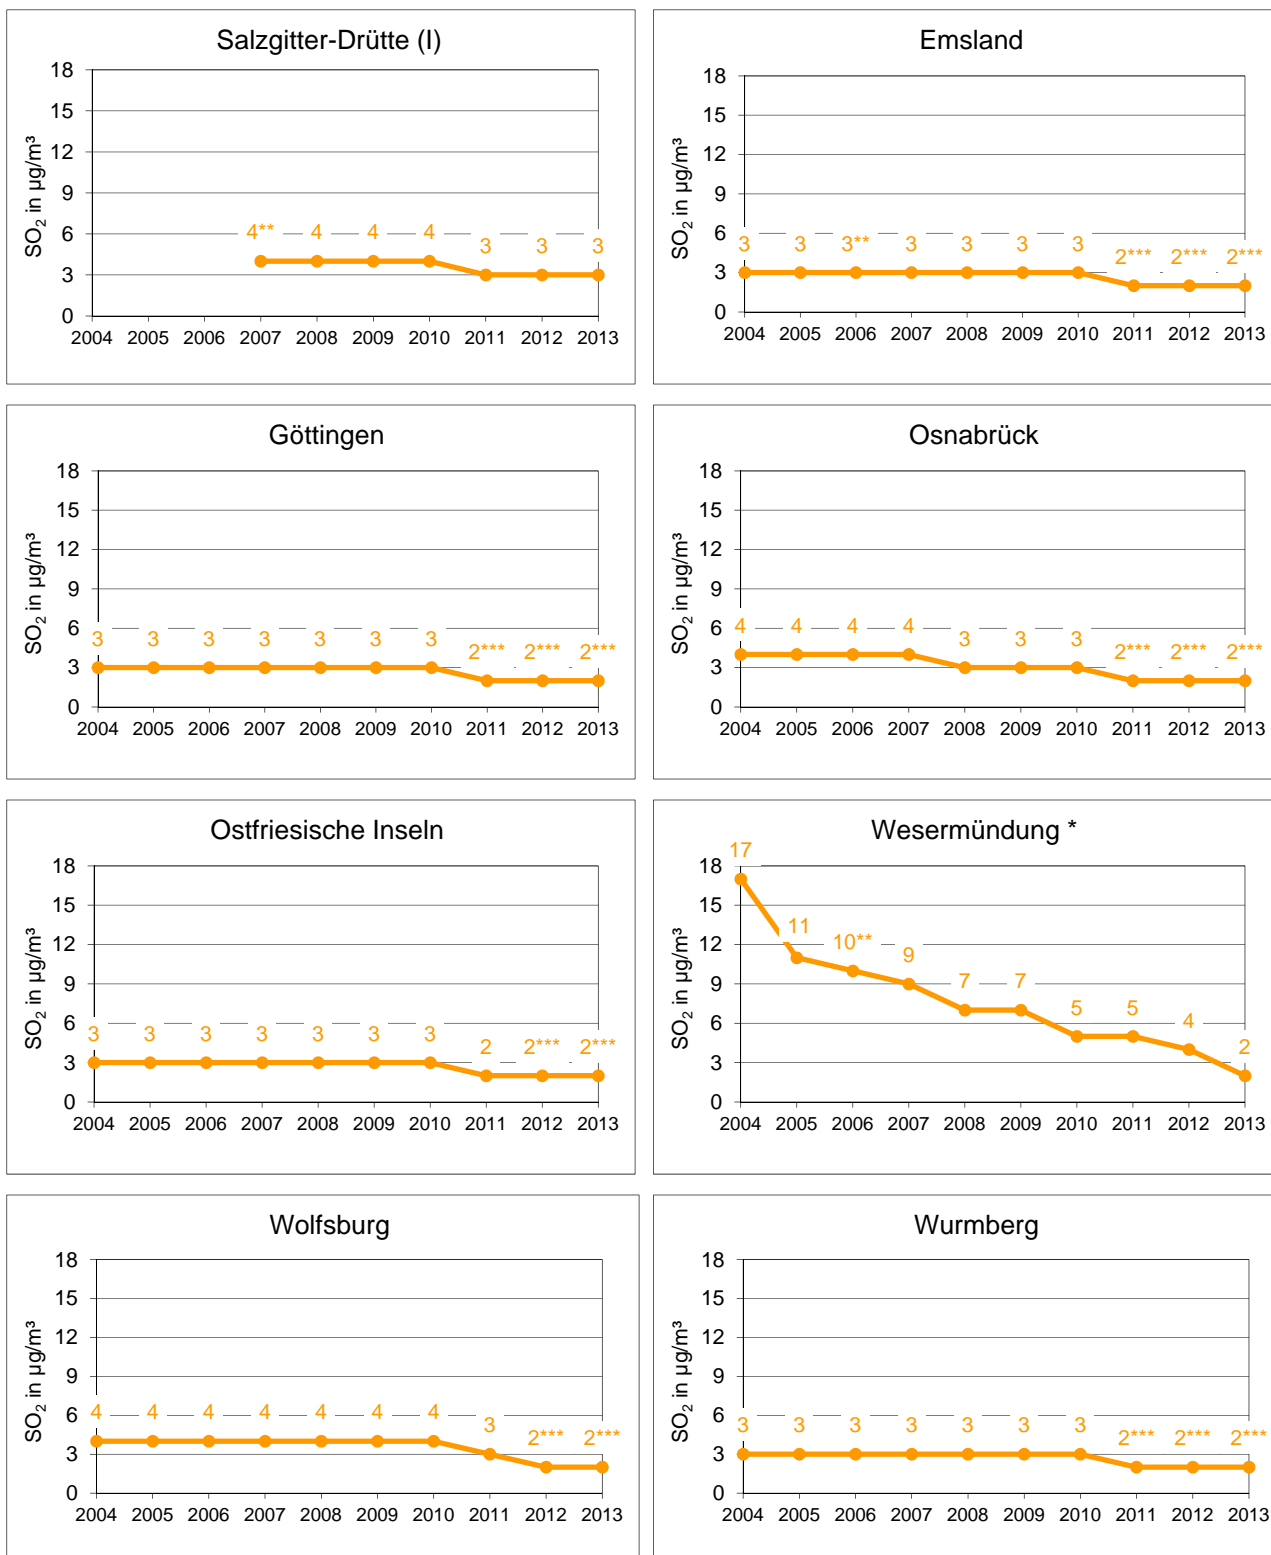 Salzgitter-Drütte (I)
SO₂ in µg/m³
18
15
12
9
6
3
0
4** 4 4 4 3 3 3
2004 2005 2006 2007 2008 2009 2010 2011 2012 2013
Emsland
SO₂ in µg/m³
18
15
12
9
6
3
0
3 3 3** 3 3 3 3 2*** 2*** 2***
2004 2005 2006 2007 2008 2009 2010 2011 2012 2013
Göttingen
SO₂ in µg/m³
18
15
12
9
6
3
0
3 3 3 3 3 3 3 2*** 2*** 2***
2004 2005 2006 2007 2008 2009 2010 2011 2012 2013
Osnabrück
SO₂ in µg/m³
18
15
12
9
6
3
0
4 4 4 4 3 3 3 2*** 2*** 2***
2004 2005 2006 2007 2008 2009 2010 2011 2012 2013
Ostfriesische Inseln
SO₂ in µg/m³
18
15
12
9
6
3
0
3 3 3 3 3 3 3 2 2*** 2***
2004 2005 2006 2007 2008 2009 2010 2011 2012 2013
Wesermündung *
SO₂ in µg/m³
18
15
12
9
6
3
0
17 11 10** 9 7 7 5 5 4 2
2004 2005 2006 2007 2008 2009 2010 2011 2012 2013
Wolfsburg
SO₂ in µg/m³
18
15
12
9
6
3
0
4 4 4 4 4 4 4 3 2*** 2***
2004 2005 2006 2007 2008 2009 2010 2011 2012 2013
Wurmberg
SO₂ in µg/m³
18
15
12
9
6
3
0
3 3 3 3 3 3 3 2*** 2*** 2***
2004 2005 2006 2007 2008 2009 2010 2011 2012 2013